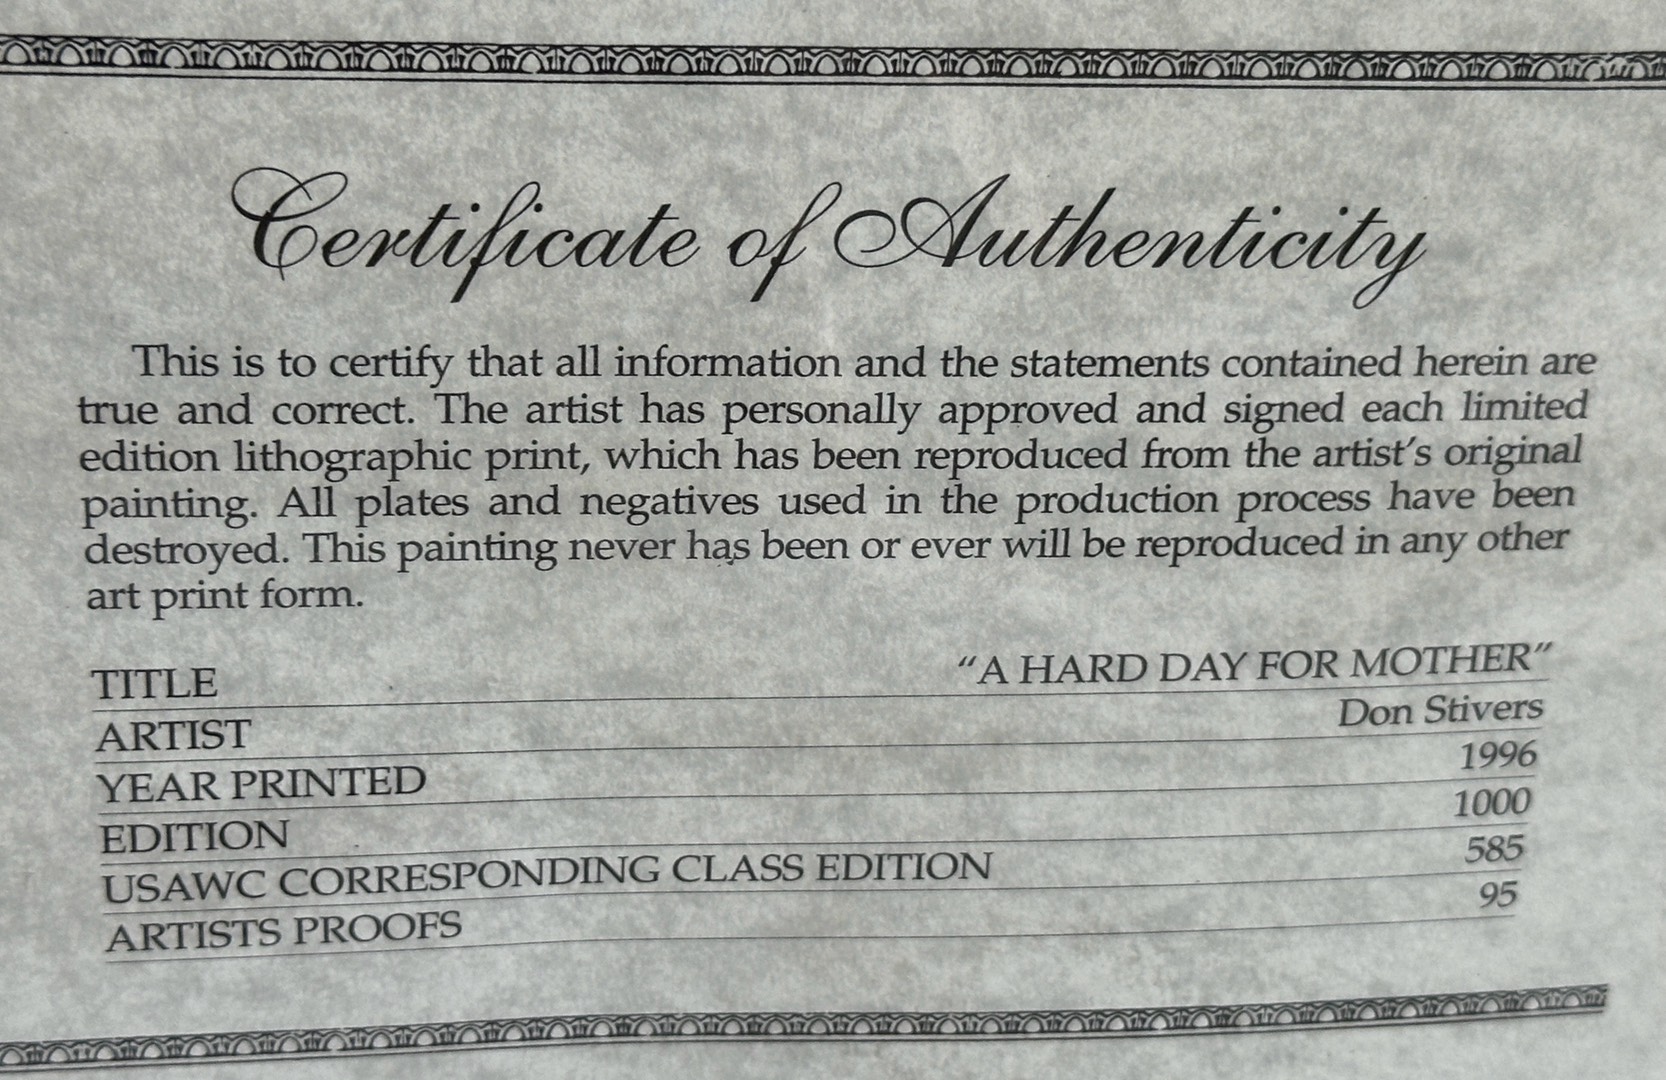 Certificate of Authenticity
This is to certify that all information and the statements contained herein are
true and correct. The artist has personally approved and signed each limited
edition lithographic print, which has been reproduced from the artist's original
painting. All plates and negatives used in the production process have been
destroyed. This painting never has been or ever will be reproduced in any other
art print form.
TITLE "A HARD DAY FOR MOTHER"
ARTIST Don Stivers
YEAR PRINTED 1996
EDITION 1000
USAWC CORRESPONDING CLASS EDITION 585
ARTISTS PROOFS 95